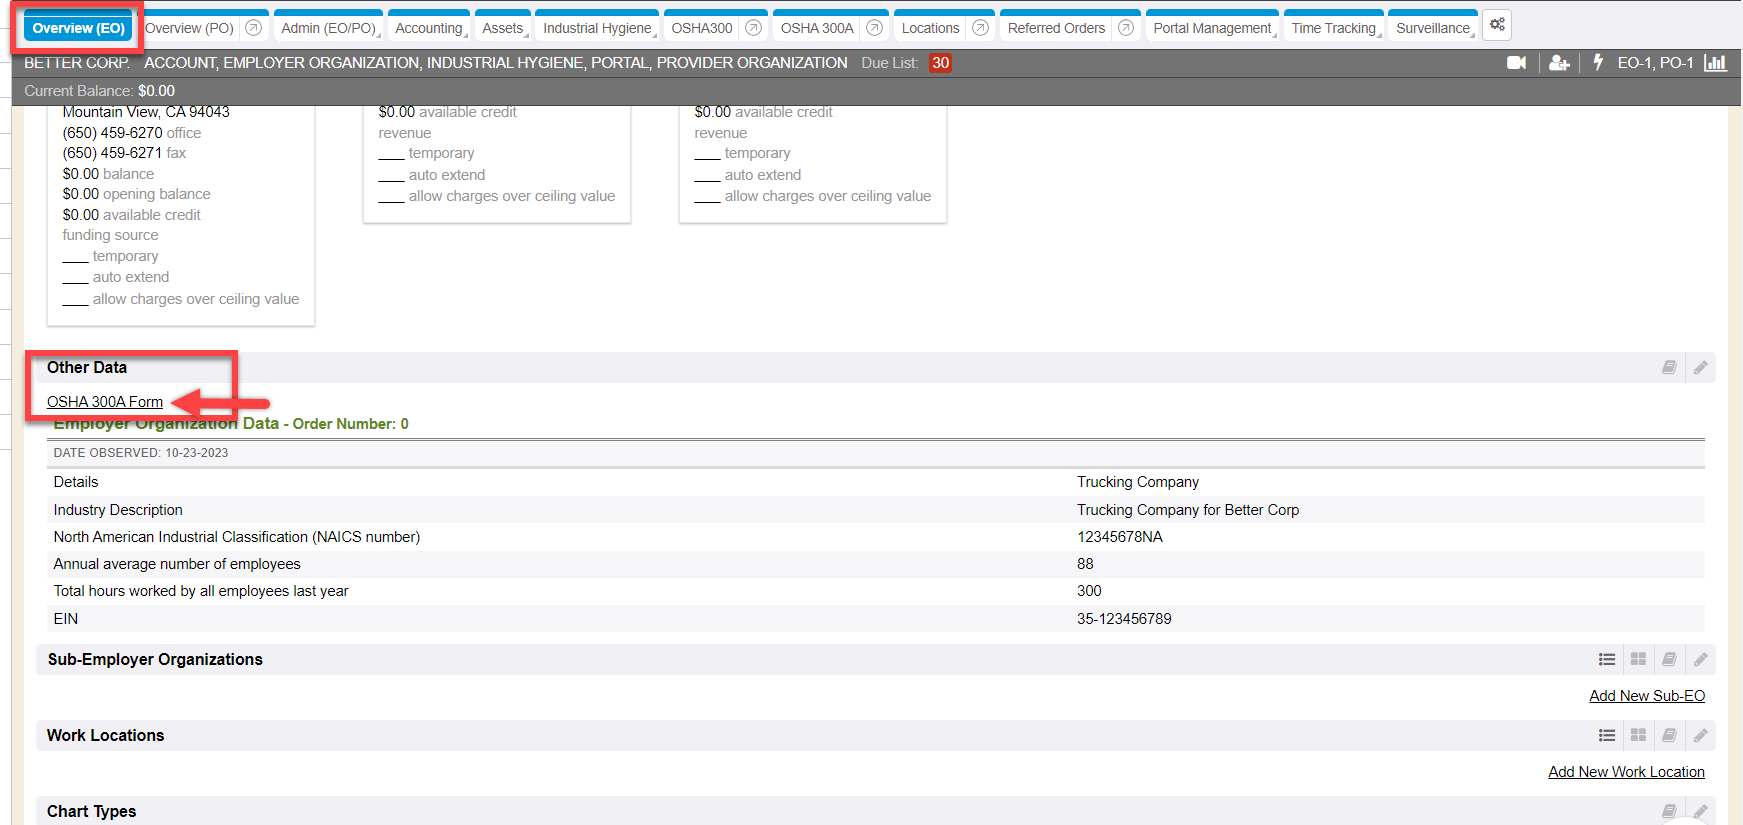 Overview (EO) Overview (PO) Admin (EO/PO) Accounting Assets Industrial Hygiene OSHA300 OSHA 300A Locations Referred Orders Portal Management Time Tracking Surveillance
BETTER CORP. ACCOUNT, EMPLOYER ORGANIZATION, INDUSTRIAL HYGIENE, PORTAL, PROVIDER ORGANIZATION Due List: 30 EO-1, PO-1
Current Balance: $0.00
Mountain View, CA 94043
(650) 459-6270 office
(650) 459-6271 fax
$0.00 balance
$0.00 opening balance
$0.00 available credit
funding source
___ temporary
___ auto extend
___ allow charges over ceiling value
$0.00 available credit
revenue
___ temporary
___ auto extend
___ allow charges over ceiling value
$0.00 available credit
revenue
___ temporary
___ auto extend
___ allow charges over ceiling value
Other Data
OSHA 300A Form
Employer Organization Data - Order Number: 0
DATE OBSERVED: 10-23-2023
Details Trucking Company
Industry Description Trucking Company for Better Corp
North American Industrial Classification (NAICS number) 12345678NA
Annual average number of employees 88
Total hours worked by all employees last year 300
EIN 35-123456789
Sub-Employer Organizations
Add New Sub-EO
Work Locations
Add New Work Location
Chart Types